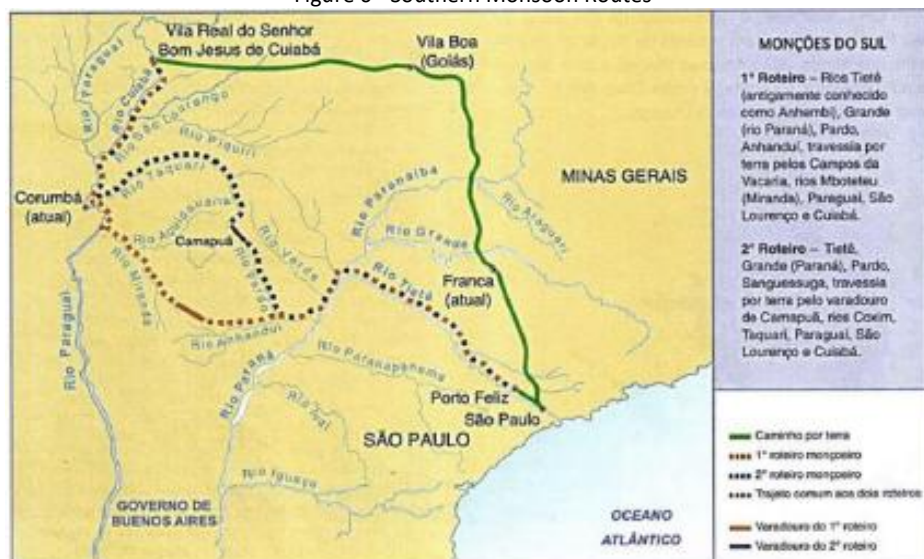 Figure 6 - Southern Monsoon Routes
Vila Real do Senhor
Bom Jesus de Cuiabá
Vila Boa
(Goiás)
Rio Paraguai
Rio Cuiabá
Rio São Lourenço
Rio Piquiri
Corumbá
(atual)
Rio Taquari
Rio Aquidauana
Camapuã
Rio Verde
Rio Pardo
Rio Miranda
Rio Anhanduí
Rio Paranaíba
Rio Grande
Rio Araguari
MINAS GERAIS
Franca
(atual)
Rio Tietê
Rio Paraguai
Rio Paraná
Rio Paranapanema
Porto Feliz
São Paulo
SÃO PAULO
Rio Ivaí
Rio Iguaçu
GOVERNO DE
BUENOS AIRES
OCEANO
ATLÂNTICO
MONÇÕES DO SUL
1º Roteiro – Rios Tietê
(antigamente conhecido
como Anhembi), Grande
(rio Paraná), Pardo,
Anhanduí, travessia por
terra pelos Campos da
Vacaria, rios Mboteteu
(Miranda), Paraguai, São
Lourenço e Cuiabá.
2º Roteiro – Tietê,
Grande (Paraná), Pardo,
Sanguessuga, travessia
por terra pelo varadouro
de Camapuã, rios Coxim,
Taquari, Paraguai, São
Lourenço e Cuiabá.
Caminho por terra
1º roteiro monçoeiro
2º roteiro monçoeiro
Trajeto comum aos dois roteiros
Varadouro do 1º roteiro
Varadouro do 2º roteiro